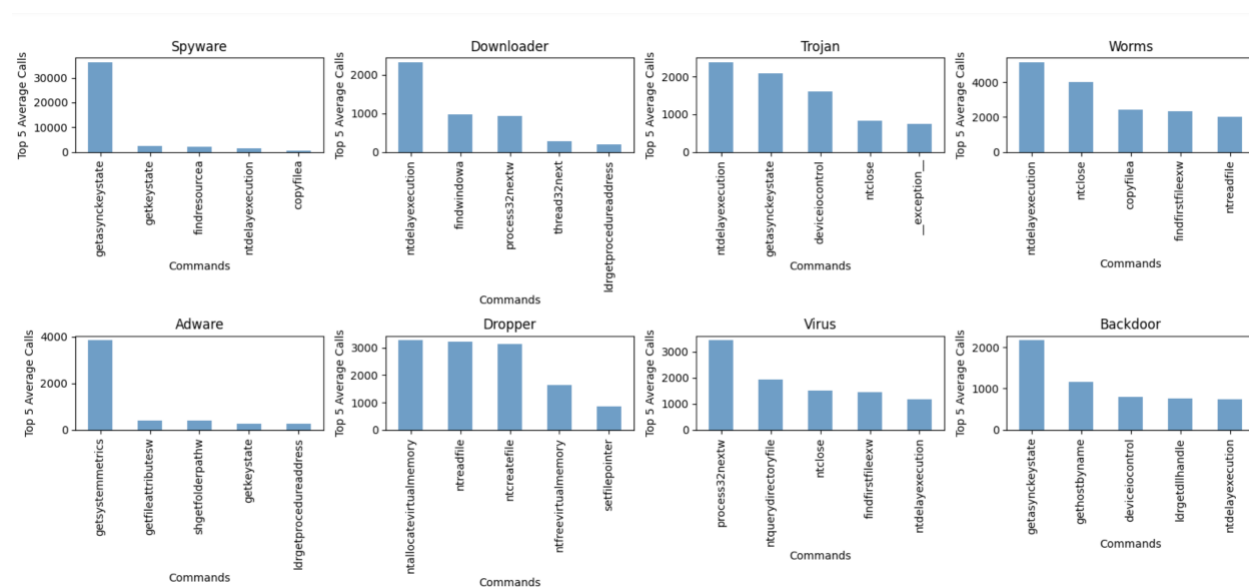 Spyware
Top 5 Average Calls
30000
20000
10000
0
getasynckeystate
getkeystate
findresourcea
ntdelayexecution
copyfilea
Commands
Downloader
Top 5 Average Calls
2000
1000
0
ntdelayexecution
findwindowa
process32nextw
thread32next
ldrgetprocedureaddress
Commands
Trojan
Top 5 Average Calls
2000
1000
0
ntdelayexecution
getasynckeystate
deviceiocontrol
ntclose
__exception__
Commands
Worms
Top 5 Average Calls
4000
2000
0
ntdelayexecution
ntclose
copyfilea
findfirstfileexw
ntreadfile
Commands
Adware
Top 5 Average Calls
4000
2000
0
getsystemmetrics
getfileattributesw
shgetfolderpathw
getkeystate
ldrgetprocedureaddress
Commands
Dropper
Top 5 Average Calls
3000
2000
1000
0
ntallocatevirtualmemory
ntreadfile
ntcreatefile
ntfreevirtualmemory
setfilepointer
Commands
Virus
Top 5 Average Calls
3000
2000
1000
0
process32nextw
ntquerydirectoryfile
ntclose
findfirstfileexw
ntdelayexecution
Commands
Backdoor
Top 5 Average Calls
2000
1000
0
getasynckeystate
gethostbyname
deviceiocontrol
ldrgetdllhandle
ntdelayexecution
Commands